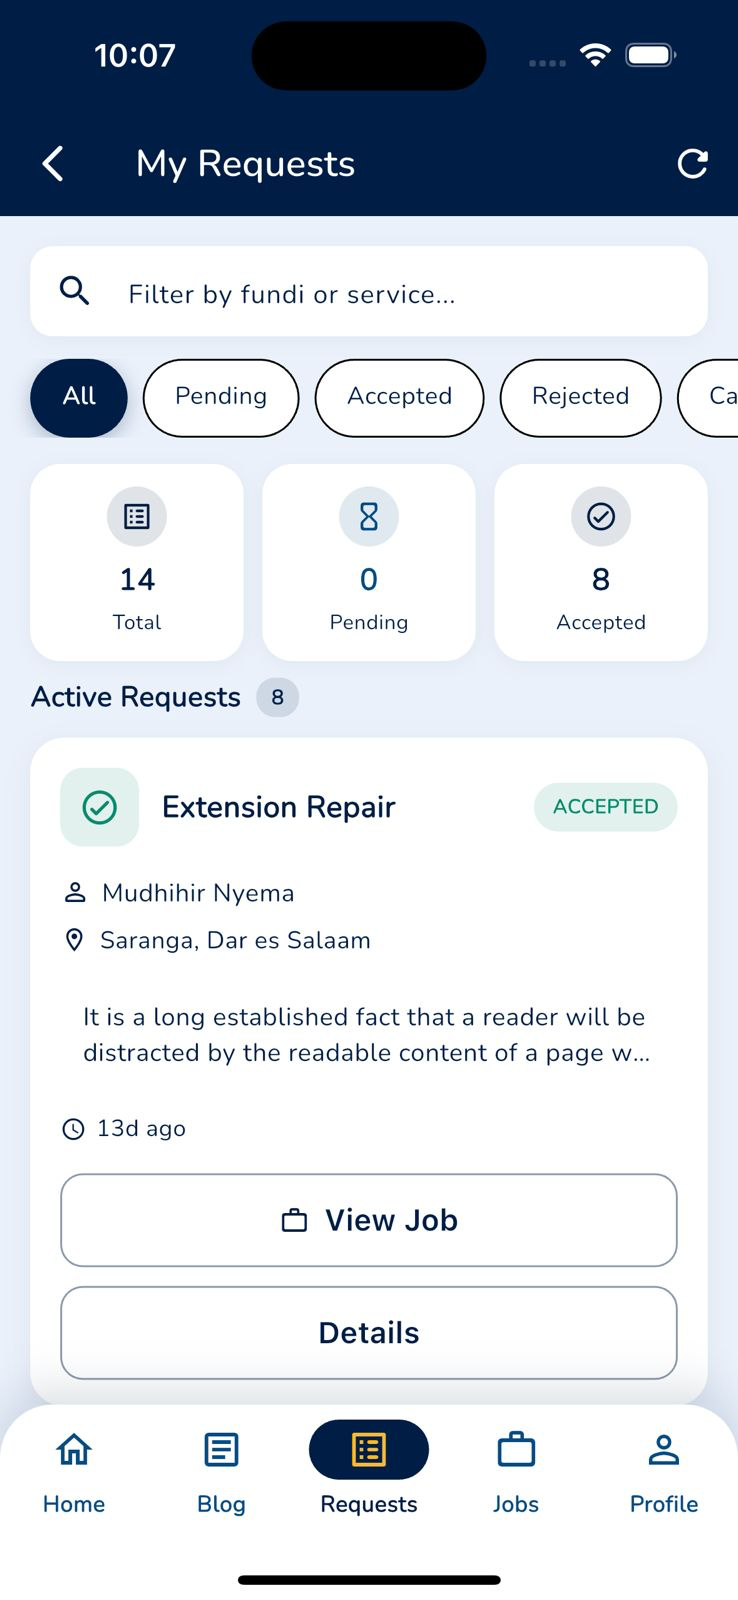 10:07
My Requests
Filter by fundi or service...
All
Pending
Accepted
Rejected
Ca
14
Total
0
Pending
8
Accepted
Active Requests 8
Extension Repair
ACCEPTED
Mudhihir Nyema
Saranga, Dar es Salaam
It is a long established fact that a reader will be
distracted by the readable content of a page w...
13d ago
View Job
Details
Home
Blog
Requests
Jobs
Profile